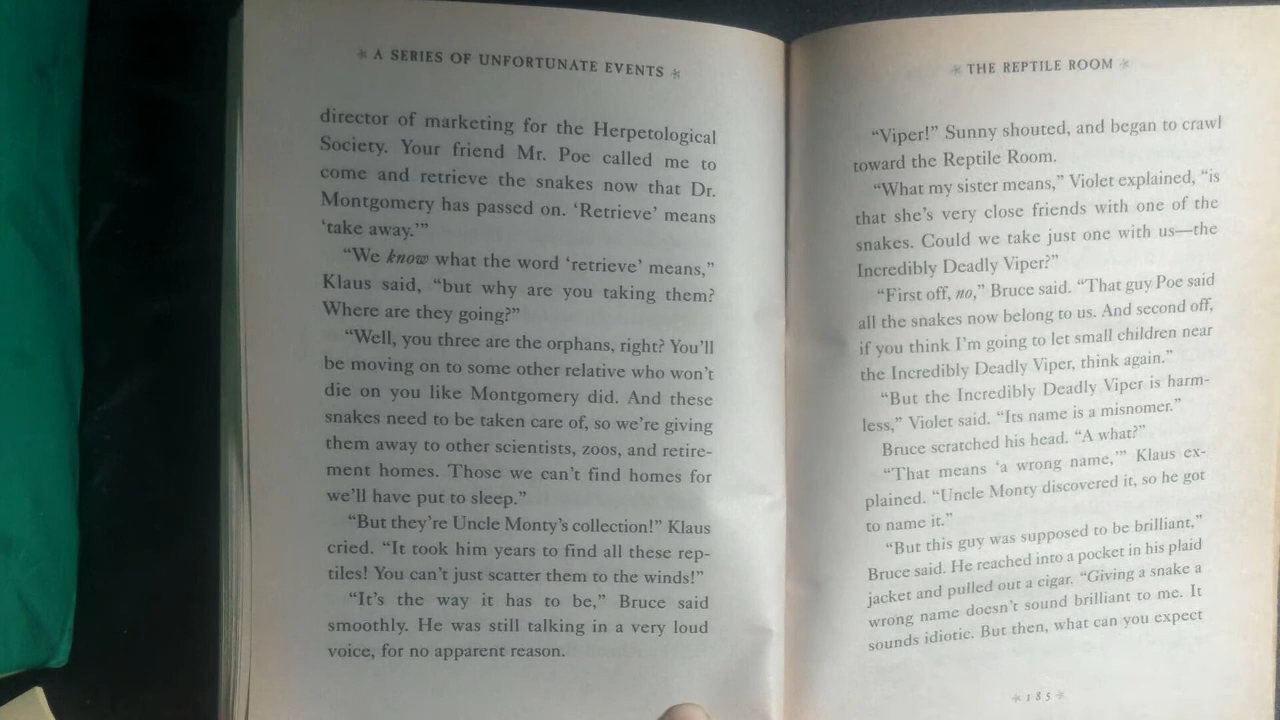 * A SERIES OF UNFORTUNATE EVENTS *
director of marketing for the Herpetological
Society. Your friend Mr. Poe called me to
come and retrieve the snakes now that Dr.
Montgomery has passed on. ‘Retrieve’ means
‘take away.’”
“We know what the word ‘retrieve’ means,”
Klaus said, “but why are you taking them?
Where are they going?”
“Well, you three are the orphans, right? You’ll
be moving on to some other relative who won’t
die on you like Montgomery did. And these
snakes need to be taken care of, so we’re giving
them away to other scientists, zoos, and retire-
ment homes. Those we can’t find homes for
we’ll have put to sleep.”
“But they’re Uncle Monty’s collection!” Klaus
cried. “It took him years to find all these rep-
tiles! You can’t just scatter them to the winds!”
“It’s the way it has to be,” Bruce said
smoothly. He was still talking in a very loud
voice, for no apparent reason.
* THE REPTILE ROOM *
“Viper!” Sunny shouted, and began to crawl
toward the Reptile Room.
“What my sister means,” Violet explained, “is
that she’s very close friends with one of the
snakes. Could we take just one with us—the
Incredibly Deadly Viper?”
“First off, no,” Bruce said. “That guy Poe said
all the snakes now belong to us. And second off,
if you think I’m going to let small children near
the Incredibly Deadly Viper, think again.”
“But the Incredibly Deadly Viper is harm-
less,” Violet said. “Its name is a misnomer.”
Bruce scratched his head. “A what?”
“That means ‘a wrong name,’” Klaus ex-
plained. “Uncle Monty discovered it, so he got
to name it.”
“But this guy was supposed to be brilliant,”
Bruce said. He reached into a pocket in his plaid
jacket and pulled out a cigar. “Giving a snake a
wrong name doesn’t sound brilliant to me. It
sounds idiotic. But then, what can you expect
* 185 *